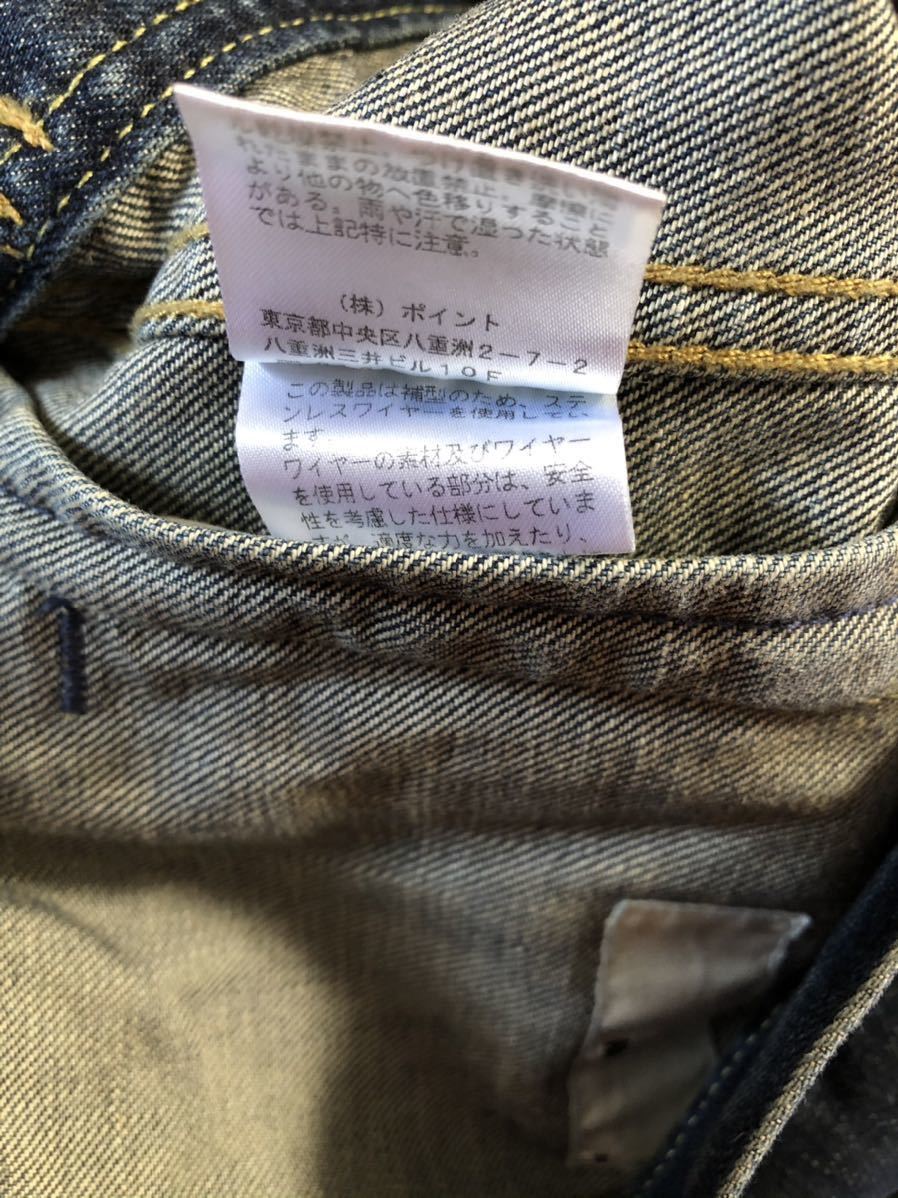 れたままの放置禁止。摩擦に
より他の物へ色移りすること
がある。雨や汗で湿った状態
では上記特に注意。
(株) ポイント
東京都中央区八重洲2-7-2
八重洲三井ビル10F
この製品は補型のため、ステ
ンレスワイヤーを使用してい
ます。
ワイヤーの素材及びワイヤー
を使用している部分は、安全
性を考慮した仕様にしていま
すが、過度な力を加えたり、